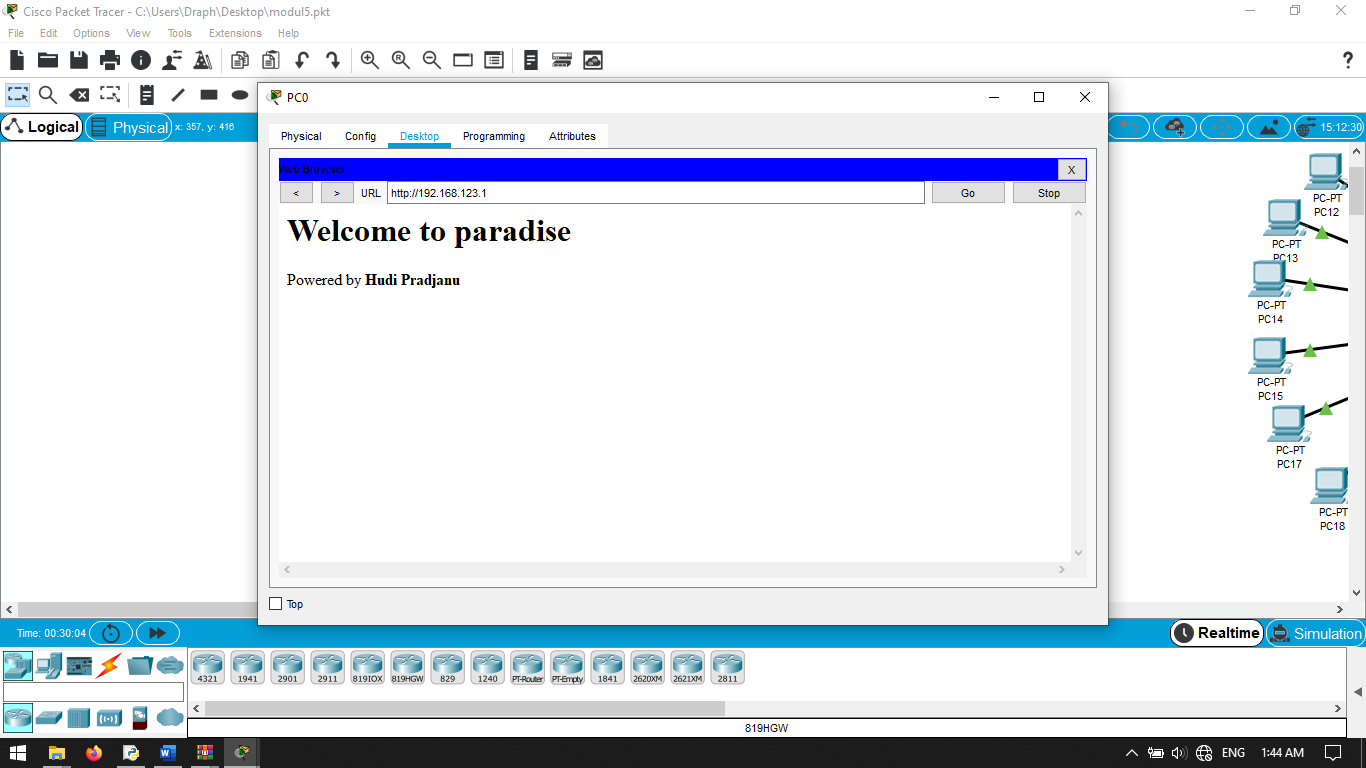 Cisco Packet Tracer - C:\Users\Draph\Desktop\modul5.pkt
File Edit Options View Tools Extensions Help
?
PC0
Logical Physical x: 357, y: 416 15:12:30
Physical Config Desktop Programming Attributes
Web Browser X
< > URL http://192.168.123.1 Go Stop
Welcome to paradise
Powered by Hudi Pradjanu
PC-PT
PC12
PC-PT
PC13
PC-PT
PC14
PC-PT
PC15
PC-PT
PC17
PC-PT
PC18
Top
Time: 00:30:04 Realtime Simulation
4321 1941 2901 2911 819IOX 819HGW 829 1240 PT-Router PT-Empty 1841 2620XM 2621XM 2811
819HGW
ENG 1:44 AM